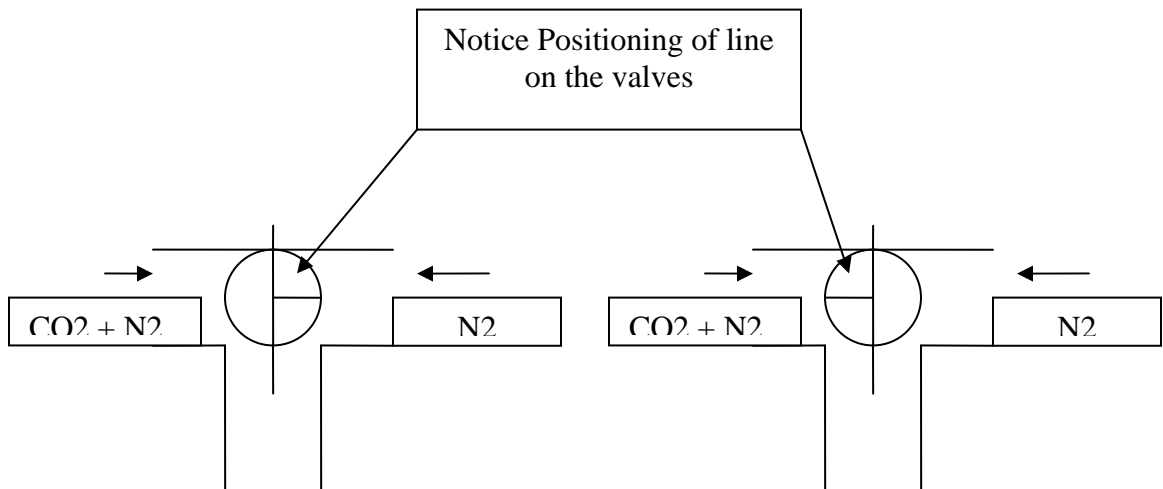 Notice Positioning of line
on the valves
CO2 + N2
N2
CO2 + N2
N2